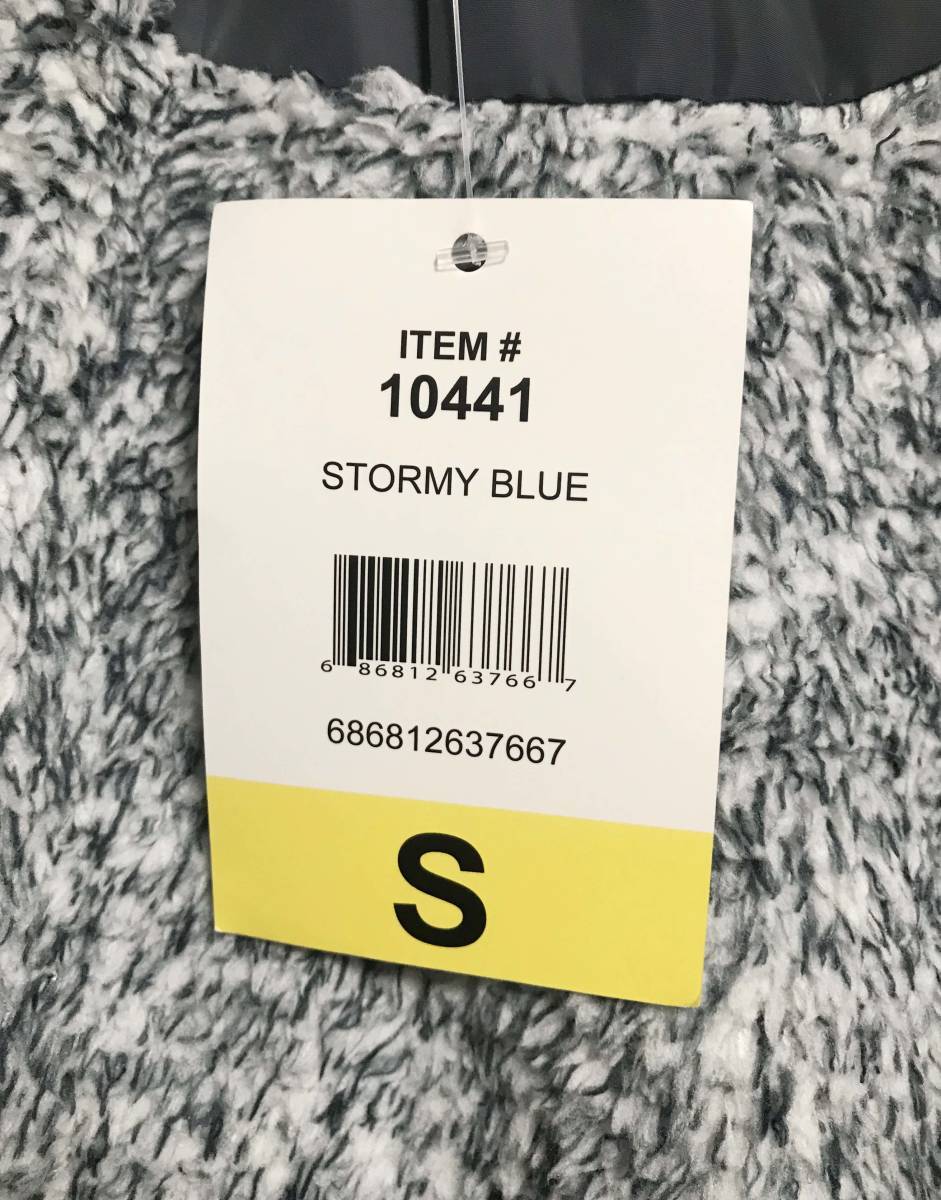 ITEM #
10441
STORMY BLUE
6 86812 63766 7
686812637667
S